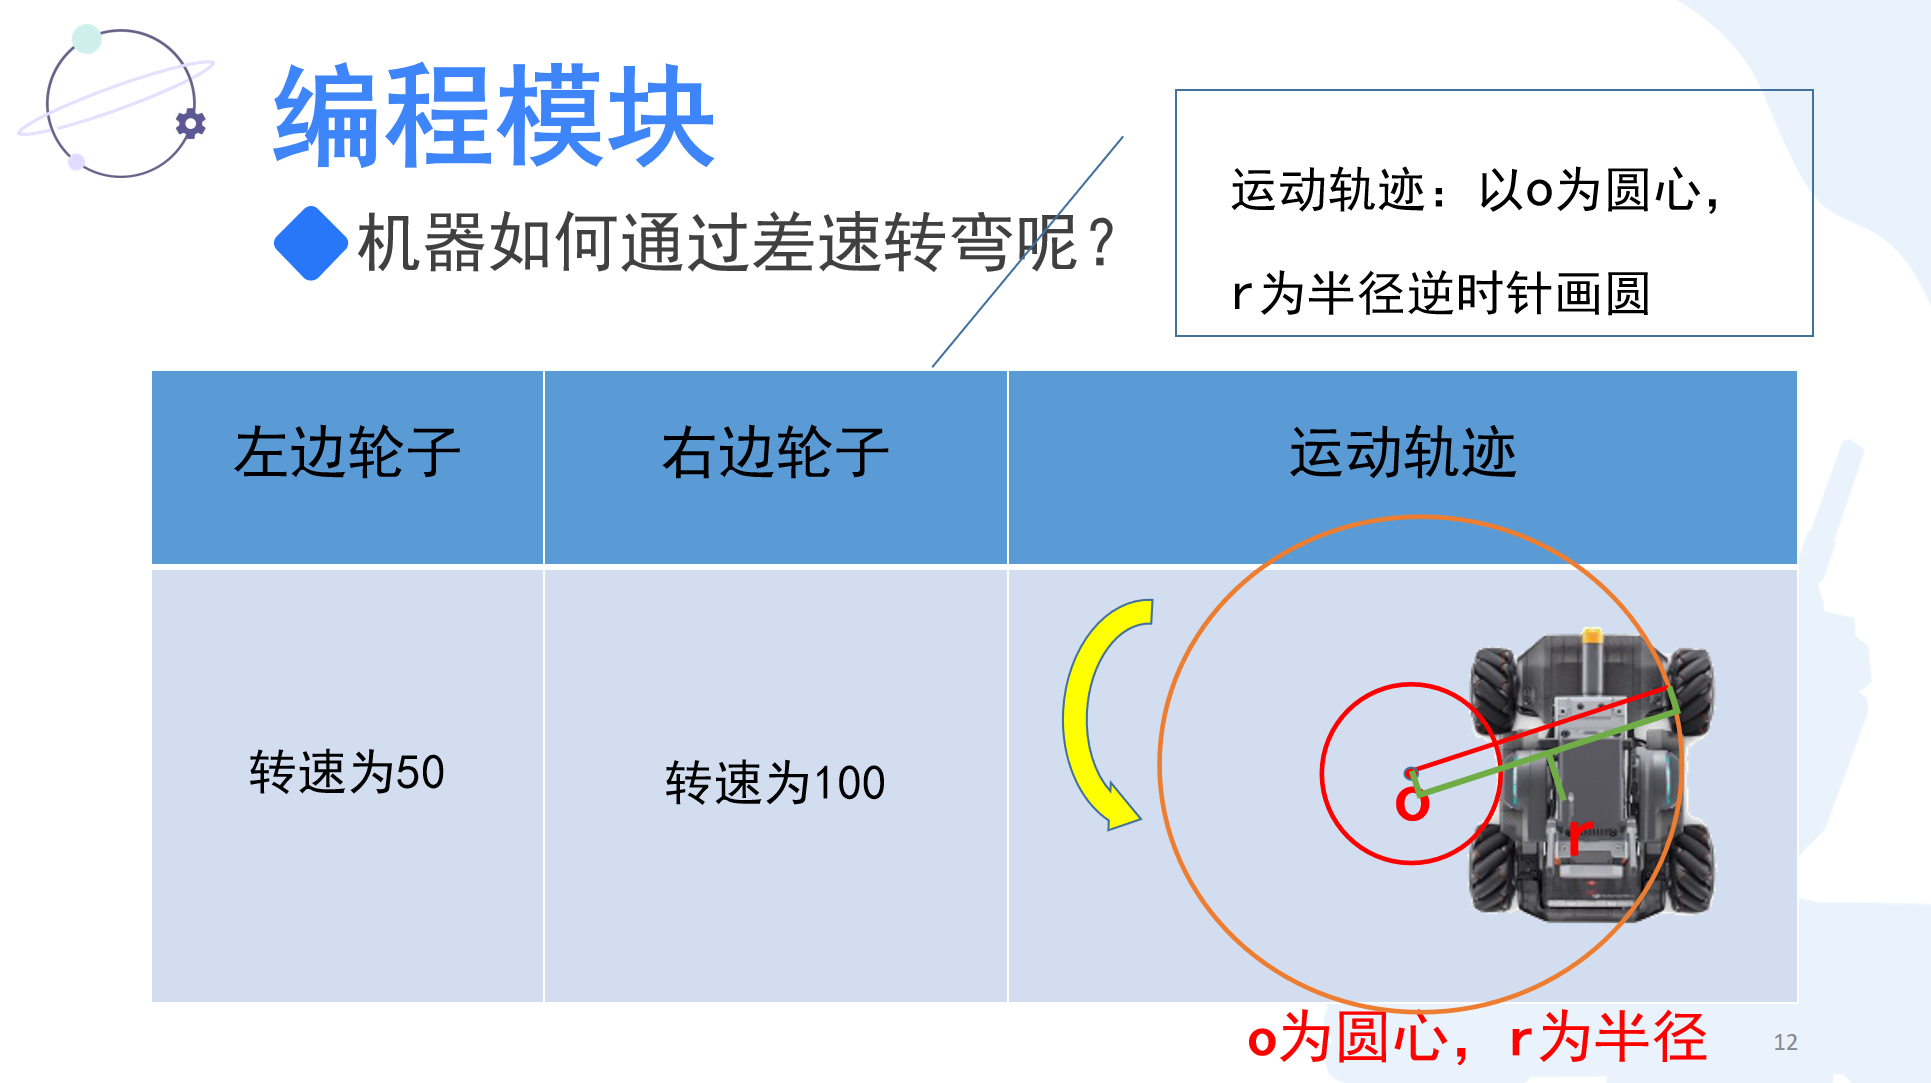 编程模块
机器如何通过差速转弯呢？
运动轨迹：以o为圆心，
r为半径逆时针画圆
左边轮子
右边轮子
运动轨迹
转速为50
转速为100
o
r
o为圆心，r为半径
12